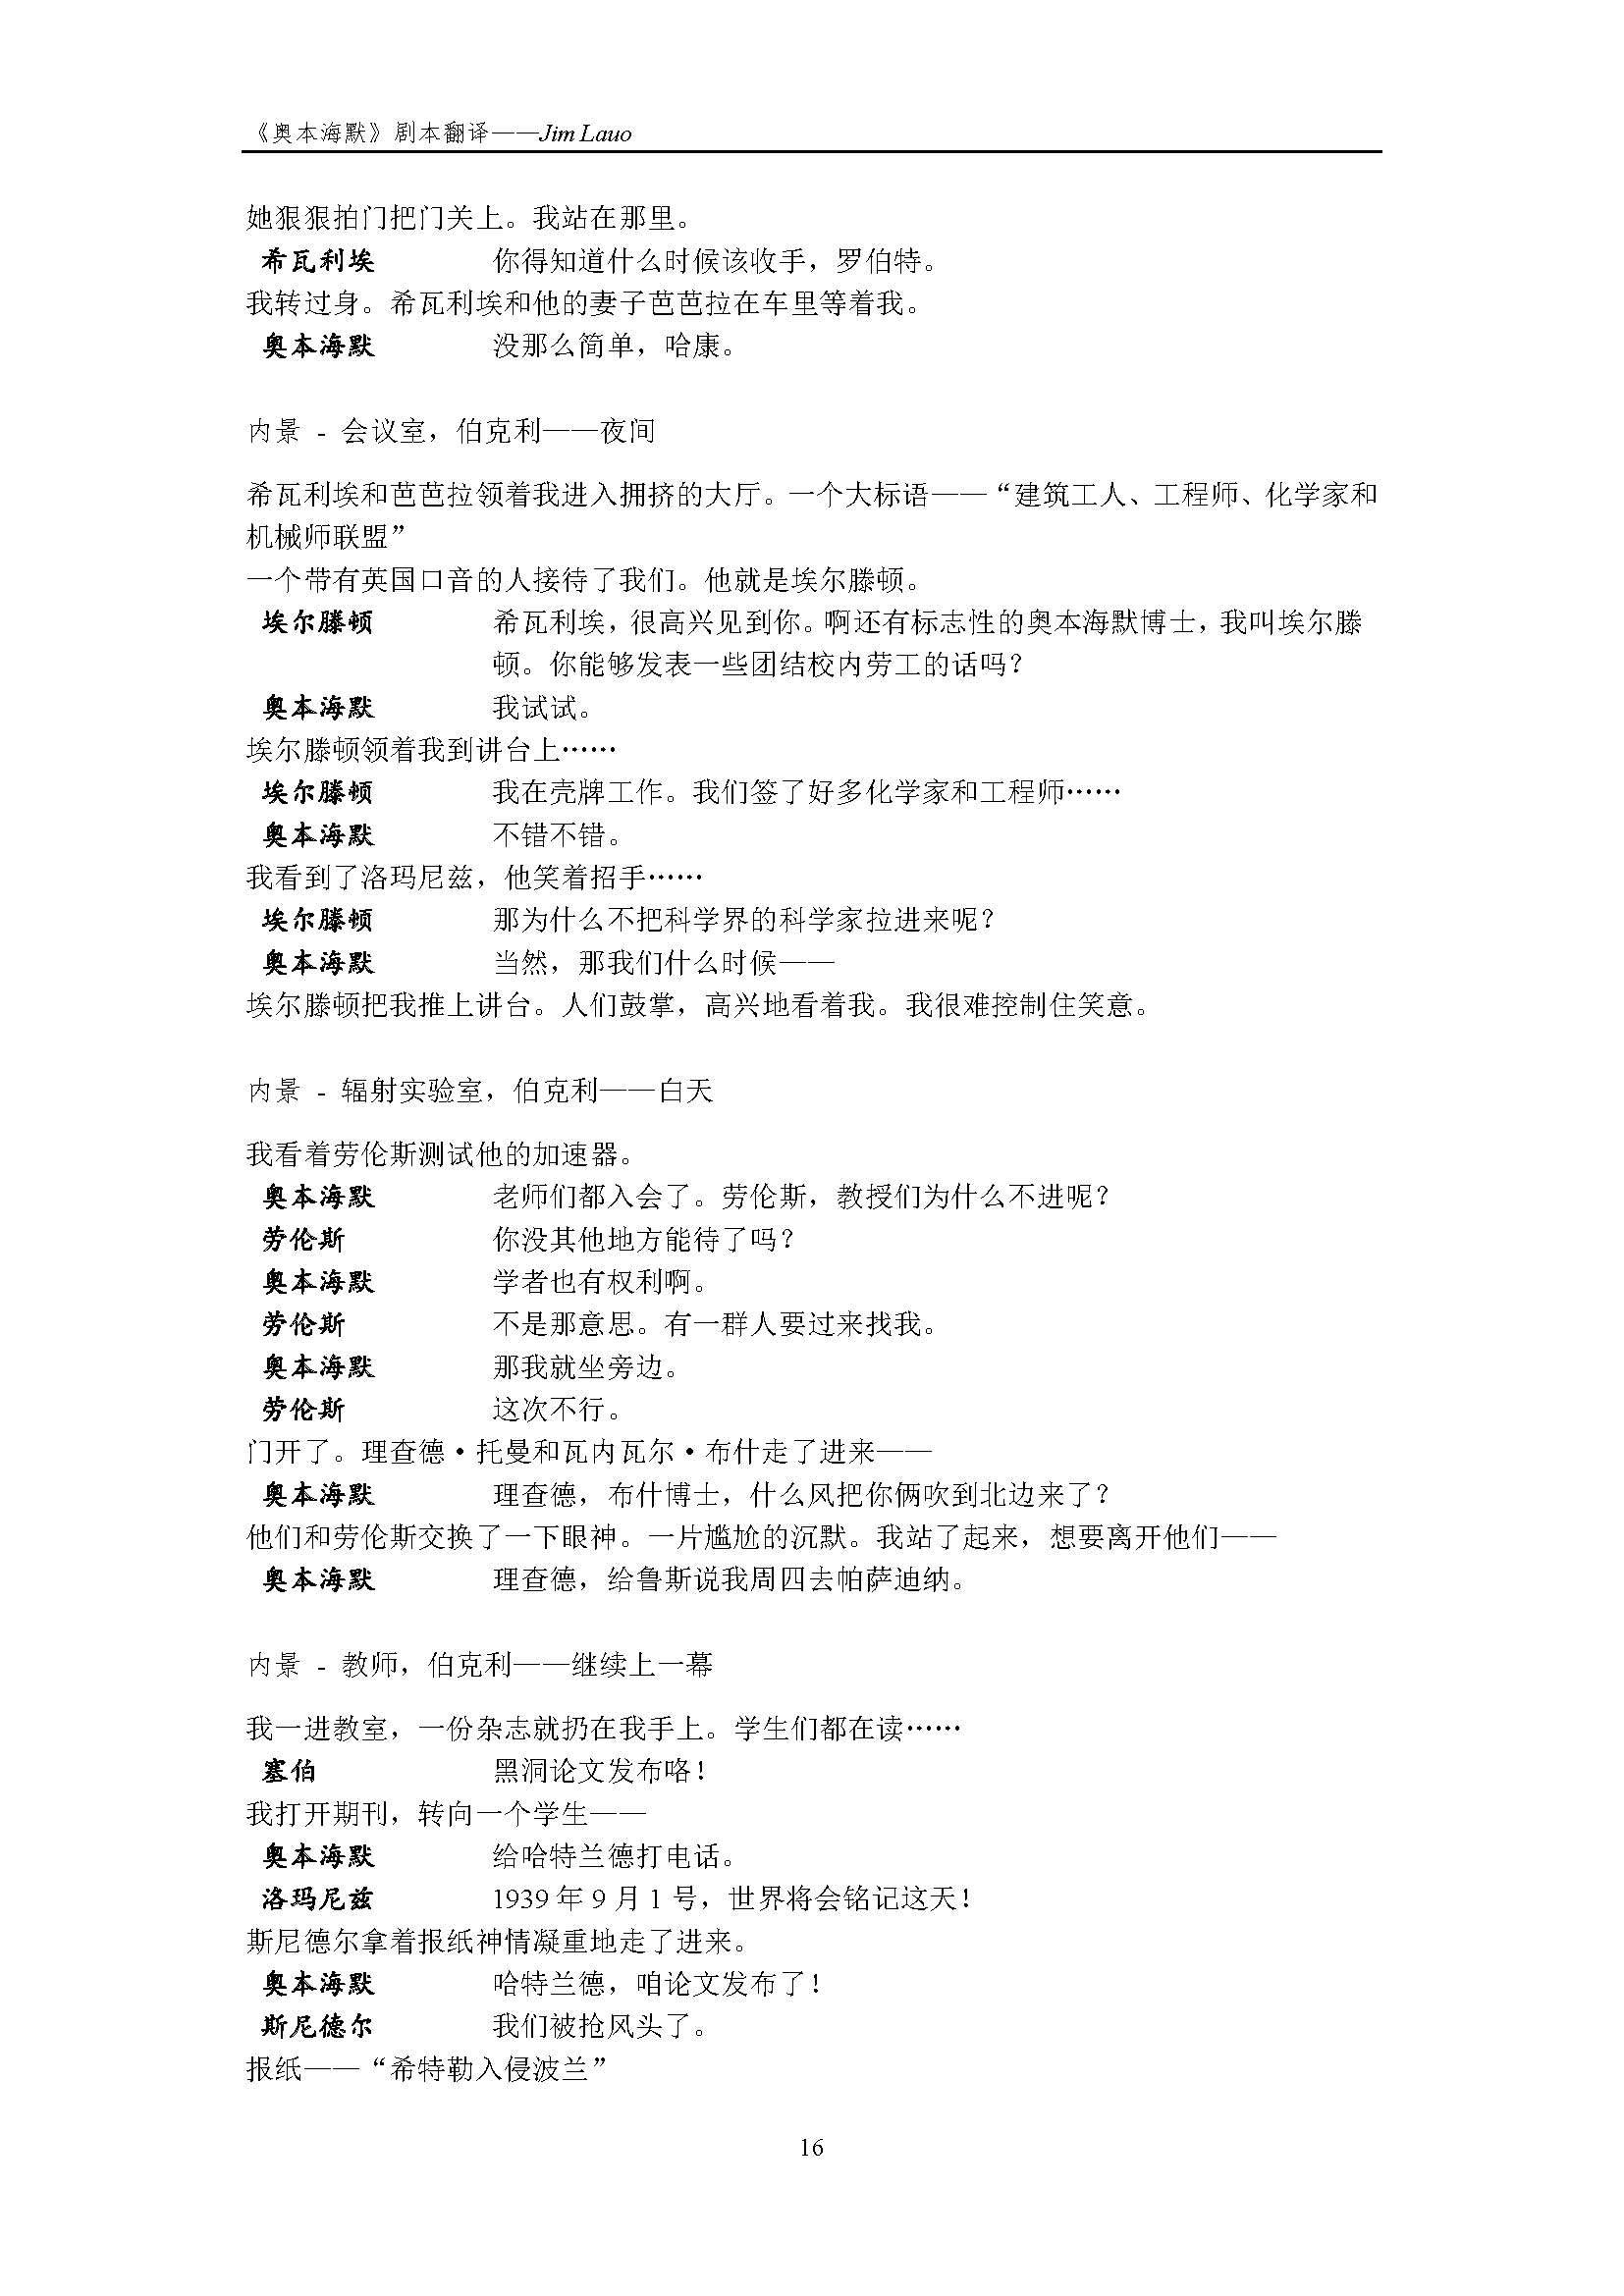 《奥本海默》剧本翻译——Jim Lauo
她狠狠拍门把门关上。我站在那里。
希瓦利埃 你得知道什么时候该收手，罗伯特。
我转过身。希瓦利埃和他的妻子芭芭拉在车里等着我。
奥本海默 没那么简单，哈康。
内景 - 会议室，伯克利——夜间
希瓦利埃和芭芭拉领着我进入拥挤的大厅。一个大标语——“建筑工人、工程师、化学家和
机械师联盟”
一个带有英国口音的人接待了我们。他就是埃尔滕顿。
埃尔滕顿 希瓦利埃，很高兴见到你。啊还有标志性的奥本海默博士，我叫埃尔滕
顿。你能够发表一些团结校内劳工的话吗？
奥本海默 我试试。
埃尔滕顿领着我到讲台上……
埃尔滕顿 我在壳牌工作。我们签了好多化学家和工程师……
奥本海默 不错不错。
我看到了洛玛尼兹，他笑着招手……
埃尔滕顿 那为什么不把科学界的科学家拉进来呢？
奥本海默 当然，那我们什么时候——
埃尔滕顿把我推上讲台。人们鼓掌，高兴地看着我。我很难控制住笑意。
内景 - 辐射实验室，伯克利——白天
我看着劳伦斯测试他的加速器。
奥本海默 老师们都入会了。劳伦斯，教授们为什么不进呢？
劳伦斯 你没其他地方能待了吗？
奥本海默 学者也有权利啊。
劳伦斯 不是那意思。有一群人要过来找我。
奥本海默 那我就坐旁边。
劳伦斯 这次不行。
门开了。理查德·托曼和瓦内瓦尔·布什走了进来——
奥本海默 理查德，布什博士，什么风把你俩吹到北边来了？
他们和劳伦斯交换了一下眼神。一片尴尬的沉默。我站了起来，想要离开他们——
奥本海默 理查德，给鲁斯说我周四去帕萨迪纳。
内景 - 教师，伯克利——继续上一幕
我一进教室，一份杂志就扔在我手上。学生们都在读……
塞伯 黑洞论文发布咯！
我打开期刊，转向一个学生——
奥本海默 给哈特兰德打电话。
洛玛尼兹 1939 年 9 月 1 号，世界将会铭记这天！
斯尼德尔拿着报纸神情凝重地走了进来。
奥本海默 哈特兰德，咱论文发布了！
斯尼德尔 我们被抢风头了。
报纸——“希特勒入侵波兰”
16